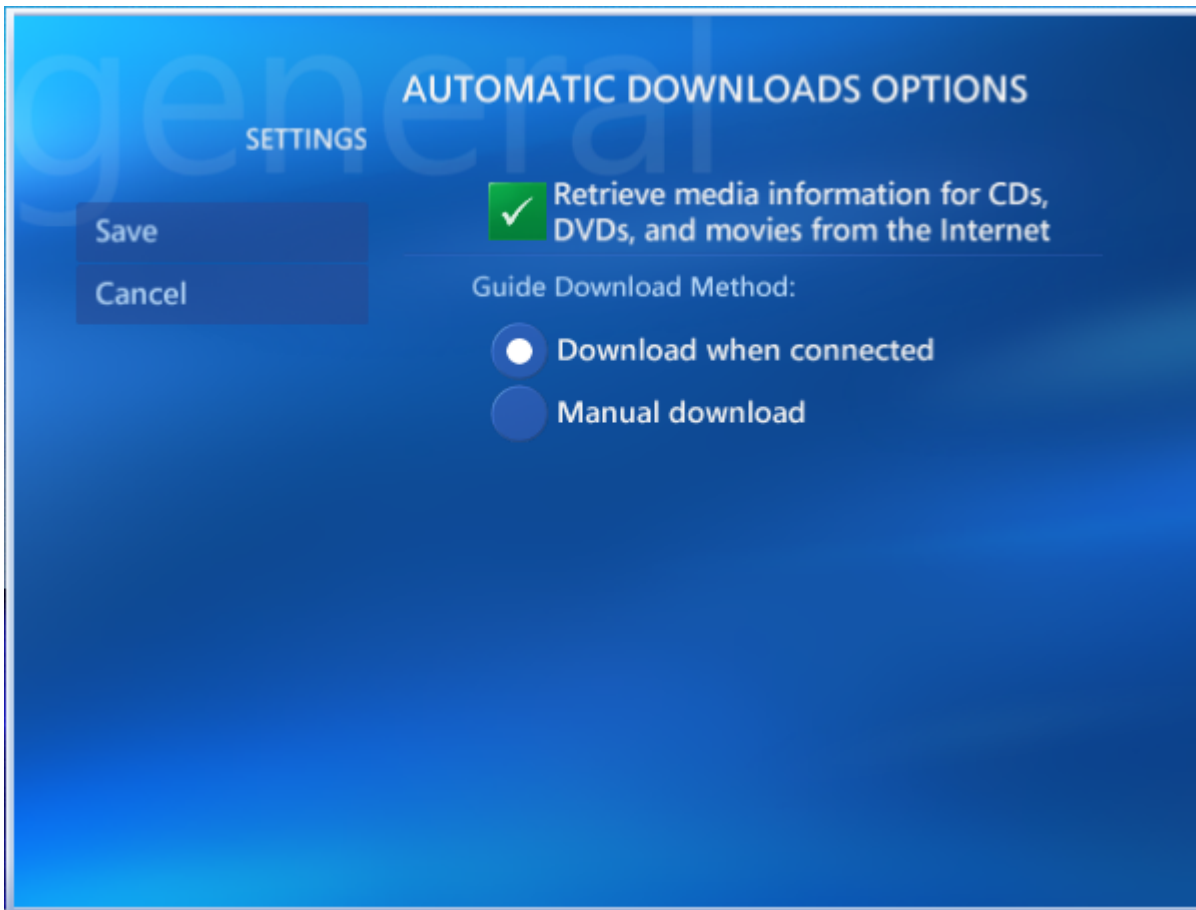 general
AUTOMATIC DOWNLOADS OPTIONS
SETTINGS
Retrieve media information for CDs,
DVDs, and movies from the Internet
Save
Cancel
Guide Download Method:
Download when connected
Manual download